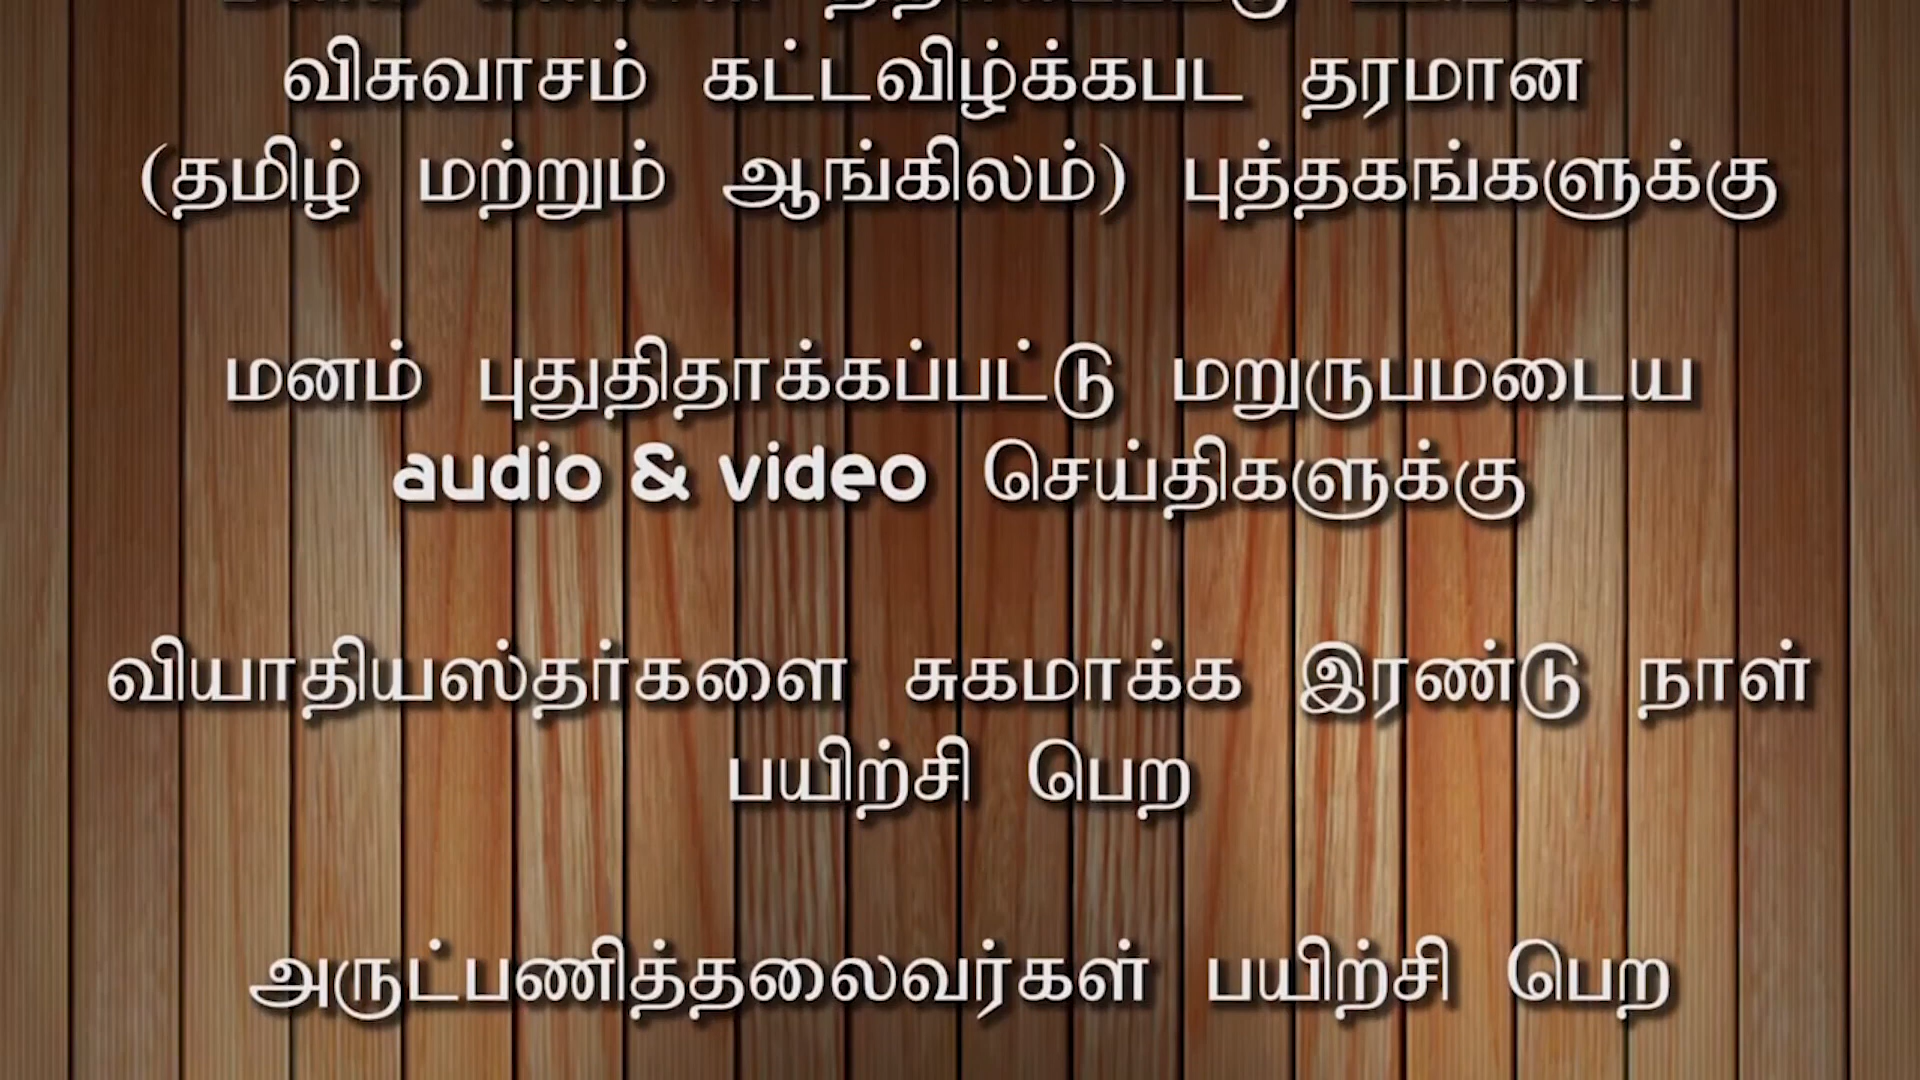 விசுவாசம் கட்டவிழ்க்கபட தரமான
(தமிழ் மற்றும் ஆங்கிலம்) புத்தகங்களுக்கு
மனம் புதுதிதாக்கப்பட்டு மறுருபமடைய
audio & video செய்திகளுக்கு
வியாதியஸ்தர்களை சுகமாக்க இரண்டு நாள்
பயிற்சி பெற
அருட்பணித்தலைவர்கள் பயிற்சி பெற